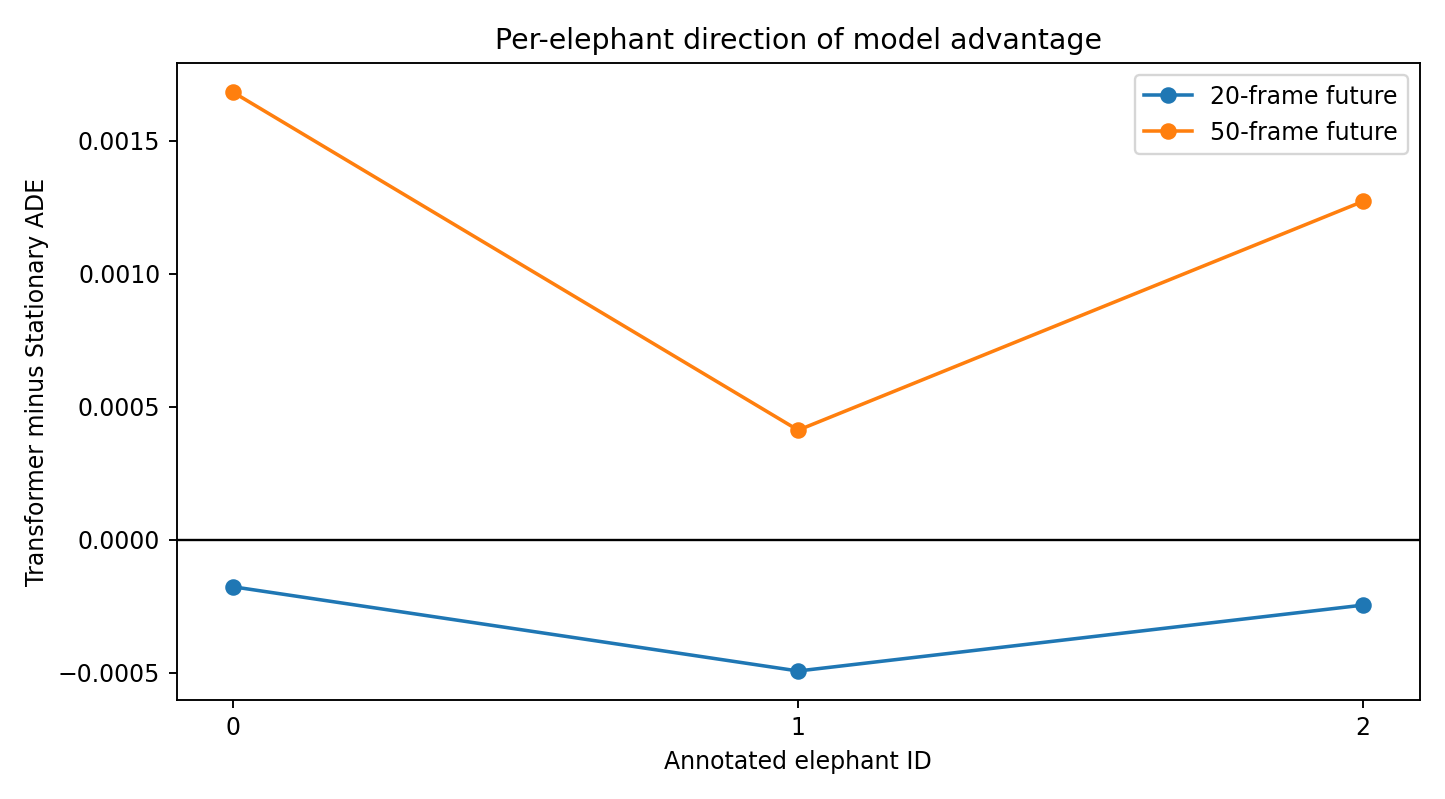 Per-elephant direction of model advantage
20-frame future
50-frame future
Transformer minus Stationary ADE
0.0015
0.0010
0.0005
0.0000
−0.0005
0 1 2
Annotated elephant ID